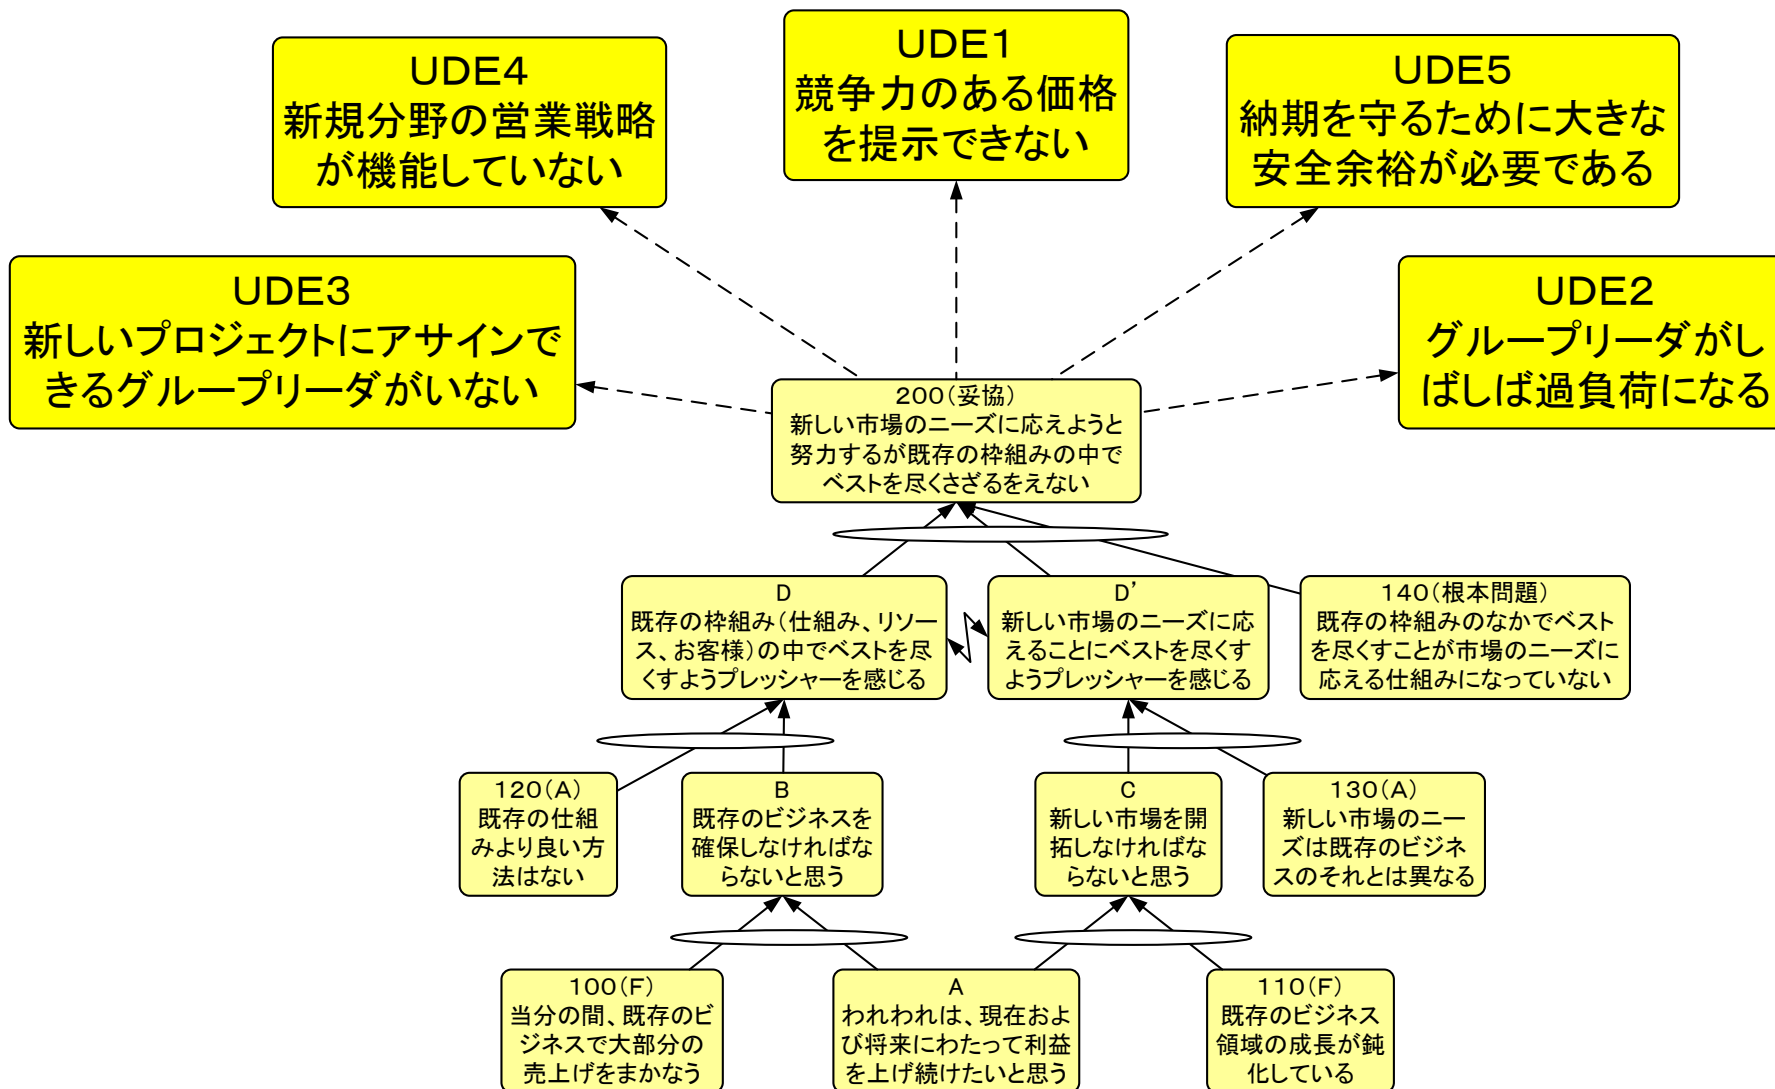 UDE4
新規分野の営業戦略
が機能していない
UDE1
競争力のある価格
を提示できない
UDE5
納期を守るために大きな
安全余裕が必要である
UDE3
新しいプロジェクトにアサインで
きるグループリーダがいない
UDE2
グループリーダがし
ばしば過負荷になる
200(妥協)
新しい市場のニーズに応えようと
努力するが既存の枠組みの中で
ベストを尽くさざるをえない
D
既存の枠組み(仕組み、リソー
ス、お客様)の中でベストを尽
くすようプレッシャーを感じる
D’
新しい市場のニーズに応
えることにベストを尽くす
ようプレッシャーを感じる
140(根本問題)
既存の枠組みのなかでベスト
を尽くすことが市場のニーズに
応える仕組みになっていない
120(A)
既存の仕組
みより良い方
法はない
B
既存のビジネスを
確保しなければな
らないと思う
C
新しい市場を開
拓しなければな
らないと思う
130(A)
新しい市場のニー
ズは既存のビジネ
スのそれとは異なる
100(F)
当分の間、既存のビ
ジネスで大部分の
売上げをまかなう
A
われわれは、現在およ
び将来にわたって利益
を上げ続けたいと思う
110(F)
既存のビジネス
領域の成長が鈍
化している